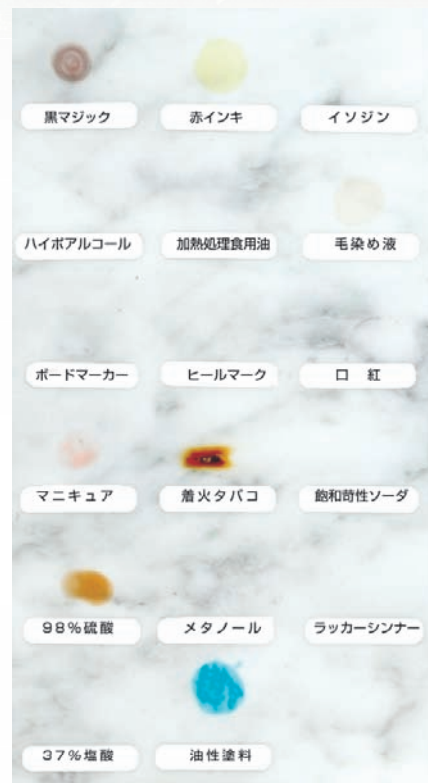 黒マジック
赤インキ
イソジン
ハイポアルコール
加熱処理食用油
毛染め液
ボードマーカー
ヒールマーク
口 紅
マニキュア
着火タバコ
飽和苛性ソーダ
98%硫酸
メタノール
ラッカーシンナー
37%塩酸
油性塗料